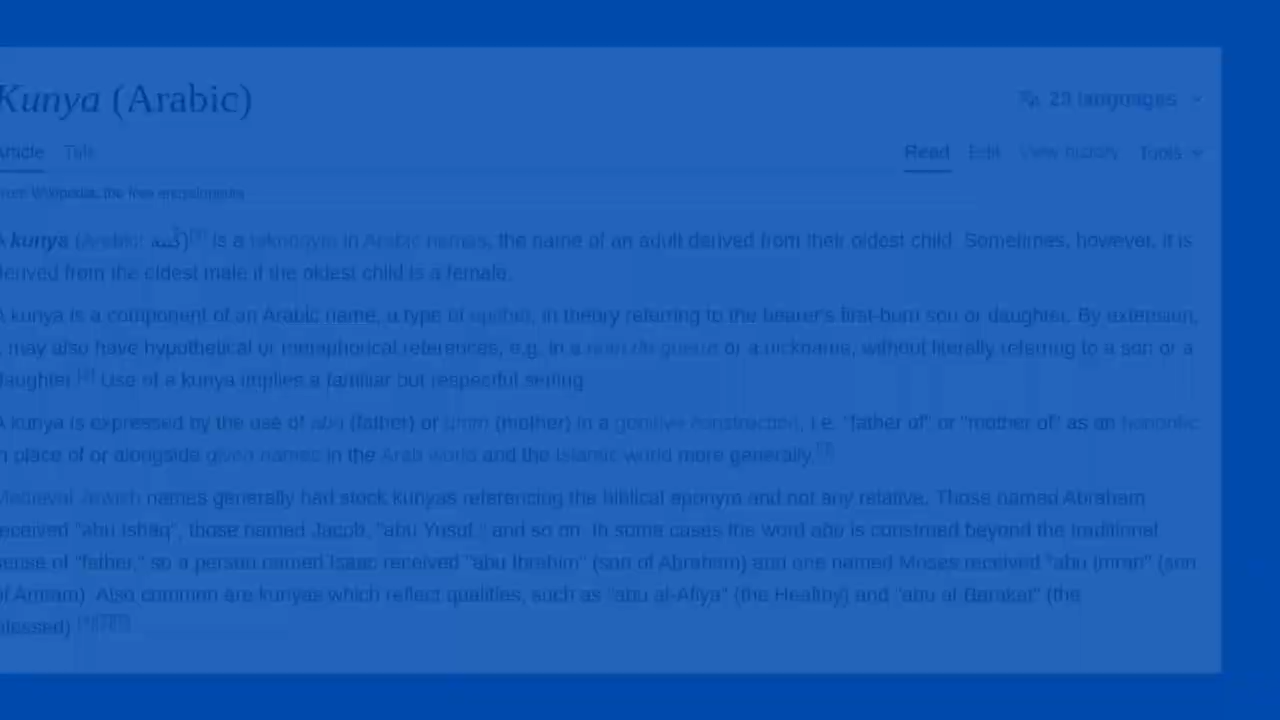 Kunya (Arabic)
23 languages
Article Talk
Read Edit View history Tools
From Wikipedia, the free encyclopedia
A kunya (Arabic: كنية)[1] is a teknonym in Arabic names, the name of an adult derived from their oldest child. Sometimes, however, it is
derived from the eldest male if the oldest child is a female.
A kunya is a component of an Arabic name, a type of epithet, in theory referring to the bearer's first-born son or daughter. By extension,
may also have hypothetical or metaphorical references, e.g. in a nom de guerre or a nickname, without literally referring to a son or a
daughter. Use of a kunya implies a familiar but respectful setting.
A kunya is expressed by the use of abu (father) or umm (mother) in a genitive construction, i.e. "father of" or "mother of" as an honorific
in place of or alongside given names in the Arab world and the Islamic world more generally.
Medieval Jewish names generally had stock kunyas referencing the biblical eponym and not any relative. Those named Abraham
received "abu Ishaq", those named Jacob, "abu Yusuf," and so on. In some cases the word abu is construed beyond the traditional
sense of "father," so a person named Isaac received "abu Ibrahim" (son of Abraham) and one named Moses received "abu Imran" (son
of Amram). Also common are kunyas which reflect qualities, such as "abu al-Afiya" (the Healthy) and "abu al-Barakat" (the
blessed).